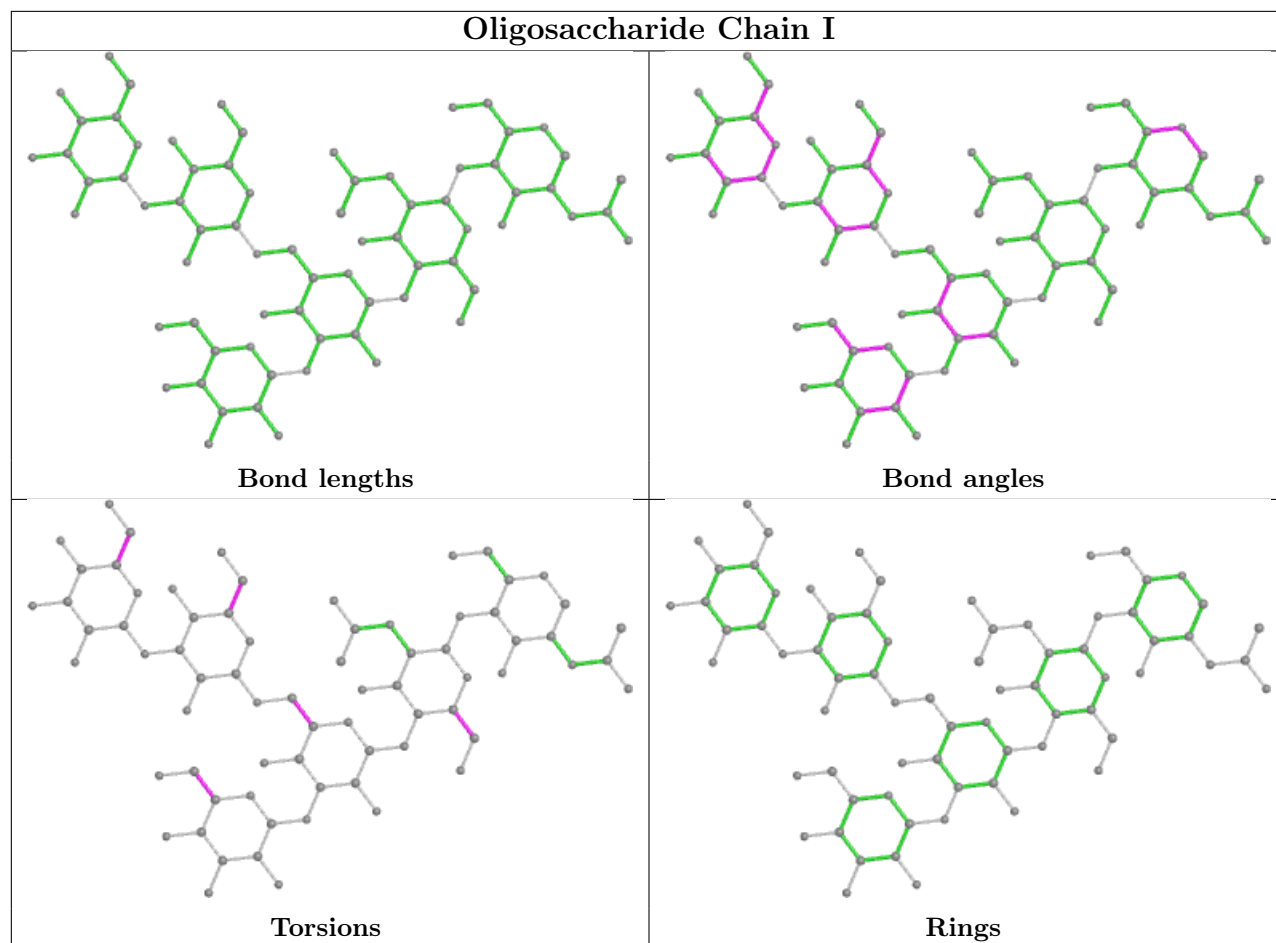 Oligosaccharide Chain I
Bond lengths
Bond angles
Torsions
Rings